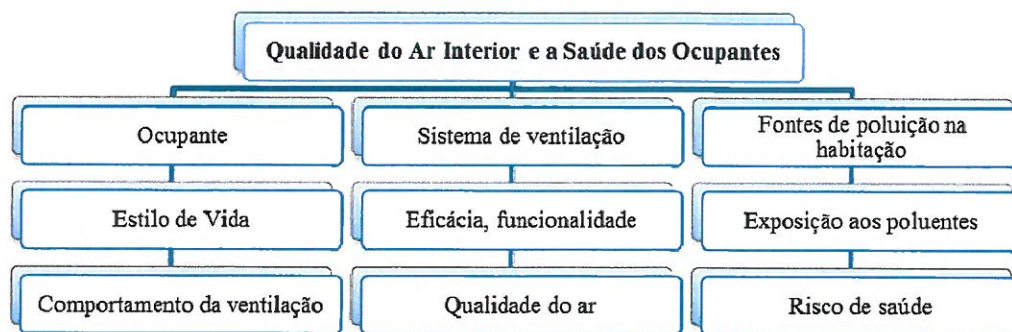 Qualidade do Ar Interior e a Saúde dos Ocupantes
Ocupante
Sistema de ventilação
Fontes de poluição na
habitação
Estilo de Vida
Eficácia, funcionalidade
Exposição aos poluentes
Comportamento da ventilação
Qualidade do ar
Risco de saúde